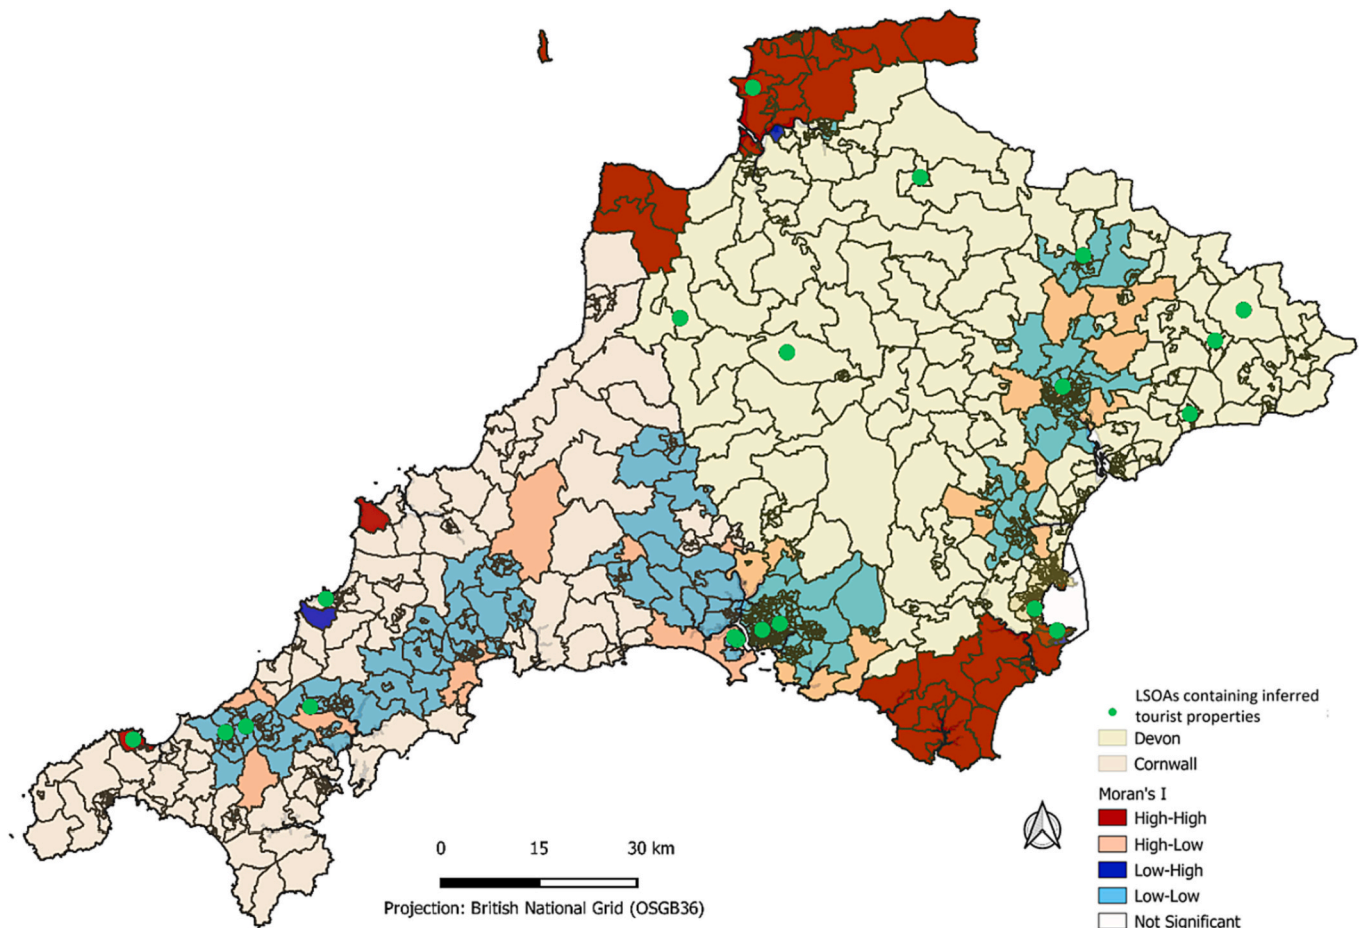 LSOAs containing inferred
tourist properties
Devon
Cornwall
Moran's I
High-High
High-Low
Low-High
Low-Low
Not Significant
0 15 30 km
Projection: British National Grid (OSGB36)